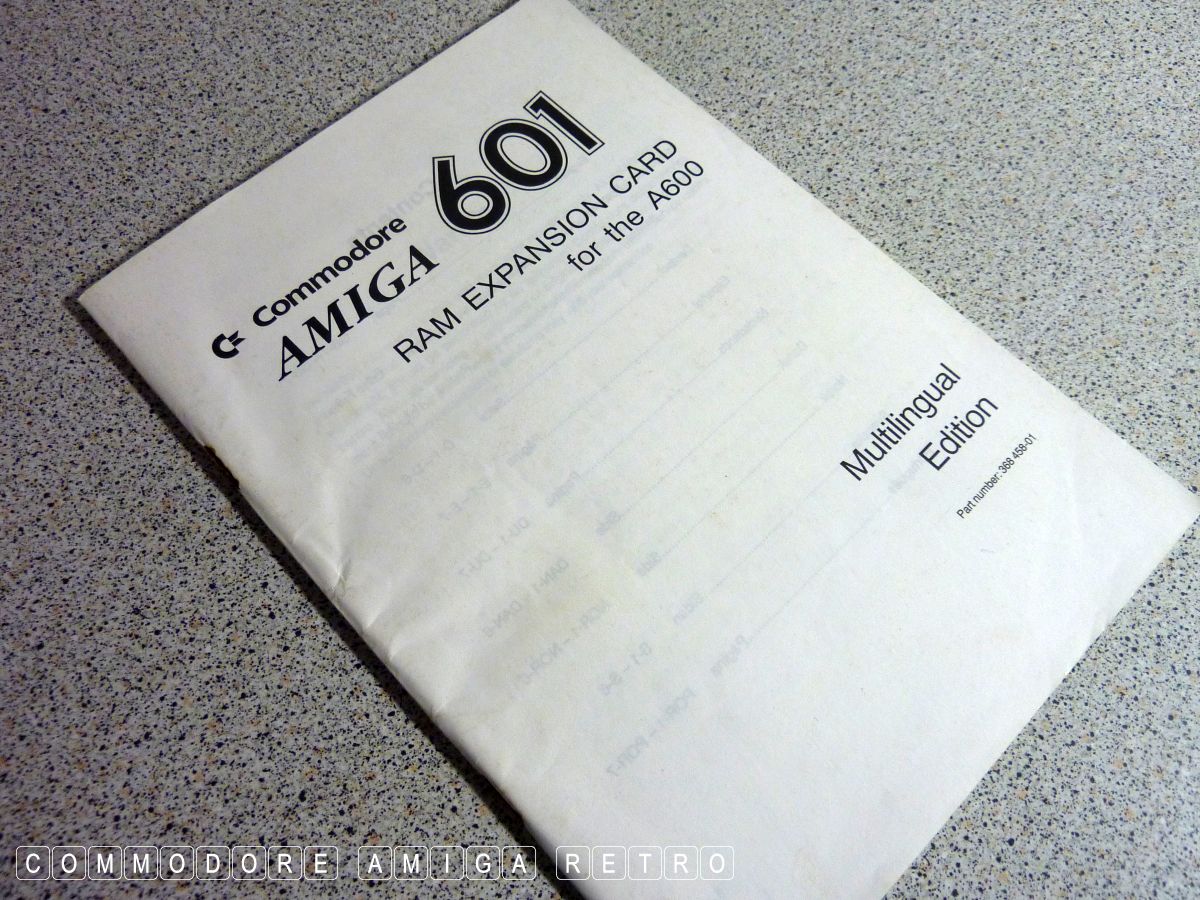 Commodore
AMIGA 601
RAM EXPANSION CARD
for the A600
Multilingual
Edition
Part number: 368 458-01
COMMODORE AMIGA RETRO